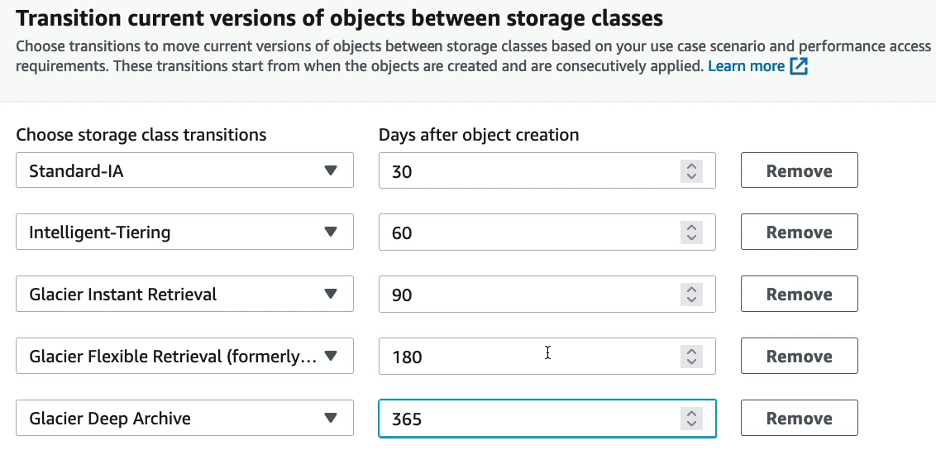 Transition current versions of objects between storage classes
Choose transitions to move current versions of objects between storage classes based on your use case scenario and performance access
requirements. These transitions start from when the objects are created and are consecutively applied. Learn more
Choose storage class transitions Days after object creation
Standard-IA 30 Remove
Intelligent-Tiering 60 Remove
Glacier Instant Retrieval 90 Remove
Glacier Flexible Retrieval (formerly... 180 Remove
Glacier Deep Archive 365 Remove